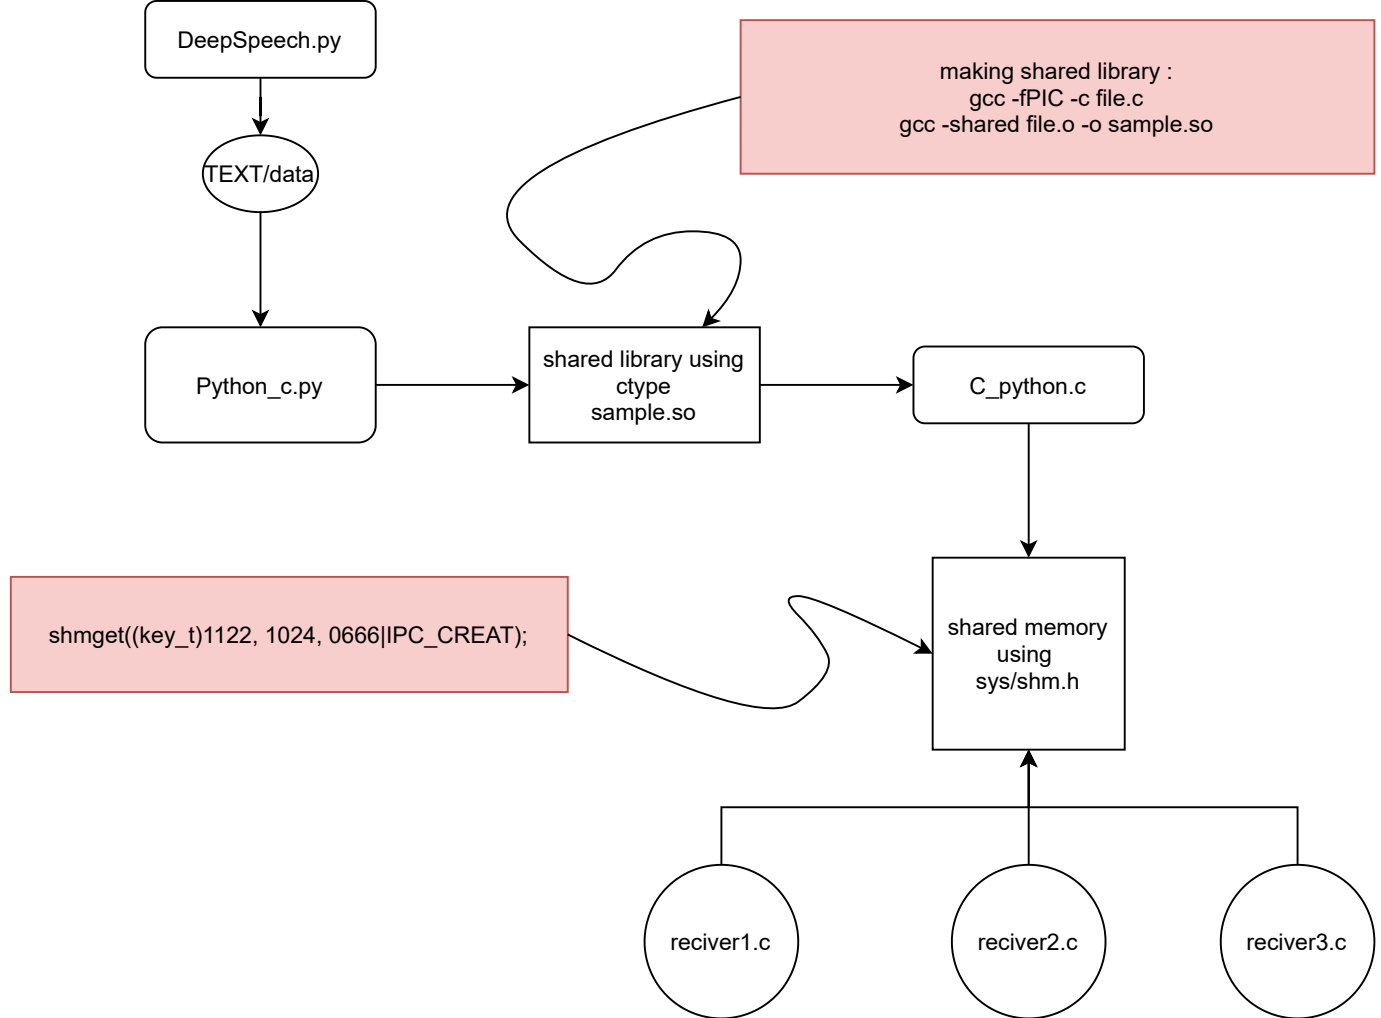 DeepSpeech.py
making shared library :
gcc -fPIC -c file.c
gcc -shared file.o -o sample.so
TEXT/data
Python_c.py
shared library using
ctype
sample.so
C_python.c
shmget((key_t)1122, 1024, 0666|IPC_CREAT);
shared memory
using
sys/shm.h
reciver1.c
reciver2.c
reciver3.c